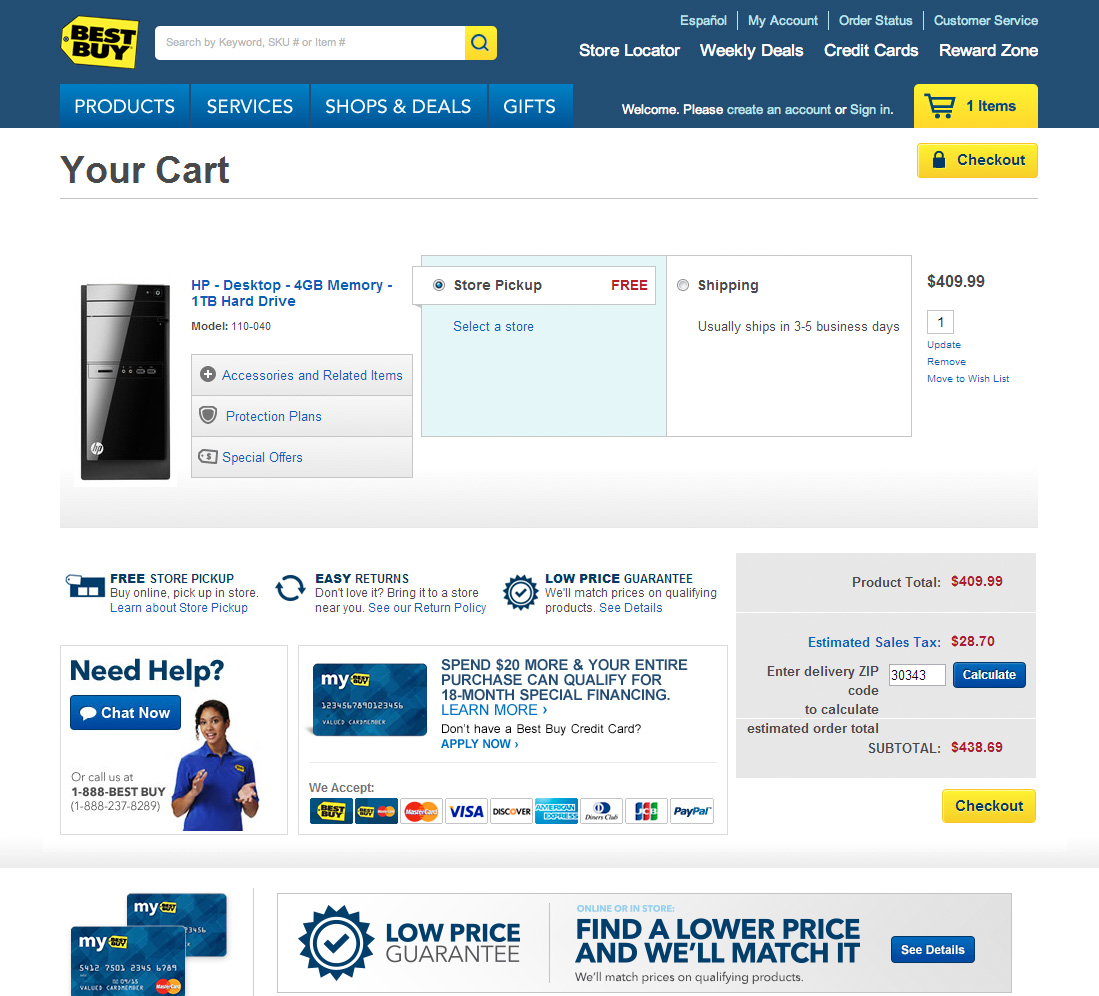 Español
My Account
Order Status
Customer Service
BEST BUY
Search by Keyword, SKU # or Item #
Store Locator
Weekly Deals
Credit Cards
Reward Zone
PRODUCTS
SERVICES
SHOPS & DEALS
GIFTS
Welcome. Please create an account or Sign in.
1 Items
Your Cart
Checkout
HP - Desktop - 4GB Memory -
1TB Hard Drive
Model: 110-040
Accessories and Related Items
Protection Plans
Special Offers
hp
Store Pickup
FREE
Select a store
Shipping
Usually ships in 3-5 business days
$409.99
1
Update
Remove
Move to Wish List
FREE STORE PICKUP
Buy online, pick up in store.
Learn about Store Pickup
EASY RETURNS
Don't love it? Bring it to a store
near you. See our Return Policy
LOW PRICE GUARANTEE
We'll match prices on qualifying
products. See Details
Product Total: $409.99
Estimated Sales Tax: $28.70
Enter delivery ZIP
code
to calculate
estimated order total
30343
Calculate
SUBTOTAL: $438.69
Checkout
Need Help?
Chat Now
Or call us at
1-888-BEST BUY
(1-888-237-8289)
my BEST BUY
1234567890123456
VALUED CARDMEMBER
SPEND $20 MORE & YOUR ENTIRE
PURCHASE CAN QUALIFY FOR
18-MONTH SPECIAL FINANCING.
LEARN MORE ›
Don't have a Best Buy Credit Card?
APPLY NOW ›
We Accept:
BEST BUY
BEST BUY
MasterCard
VISA
DISCOVER
AMERICAN EXPRESS
Diners Club
JCB
PayPal
my BEST BUY
3456
my BEST BUY
5412 7501 2345 6789
09/15
VALUED CARDMEMBER
MasterCard
LOW PRICE
GUARANTEE
ONLINE OR IN STORE:
FIND A LOWER PRICE
AND WE'LL MATCH IT
We'll match prices on qualifying products.
See Details